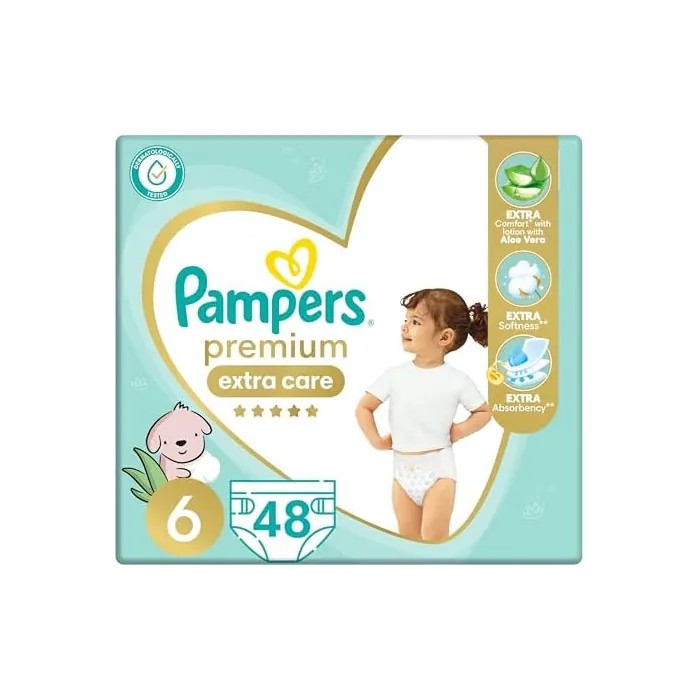 DERMATOLOGICALLY
TESTED
Pampers®
premium
extra care
6
48
EXTRA
Comfort* with
lotion with
Aloe Vera
EXTRA
Softness**
EXTRA
Absorbency**